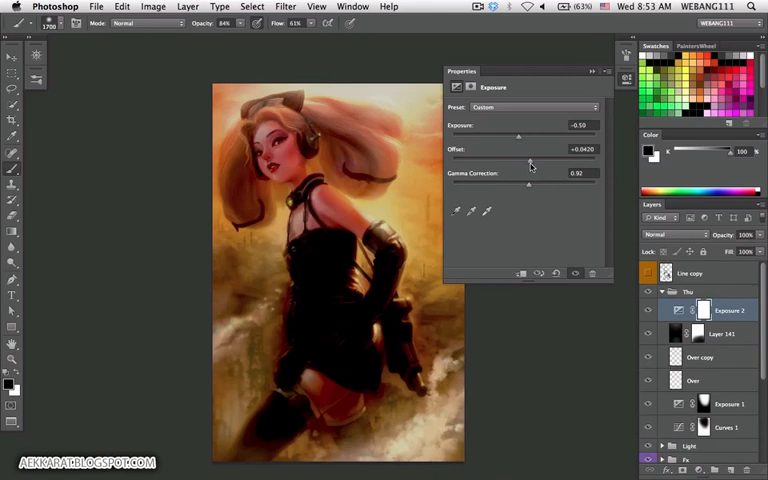 Photoshop File Edit Image Layer Type Select Filter View Window Help (63%) Wed 8:53 AM WEBANG111
1700 Mode: Normal Opacity: 84% Flow: 61% WEBANG111
Properties
Exposure
Preset: Custom
Exposure: -0.50
Offset: +0.0420
Gamma Correction: 0.92
Swatches PaintersWheel
Color
K 100 %
Layers
Kind
Normal Opacity: 100%
Lock: Fill: 100%
Line copy
Thu
Exposure 2
Layer 141
Over copy
Over
Exposure 1
Curves 1
Light
Fx
AEKKARAT.BLOGSPOT.COM